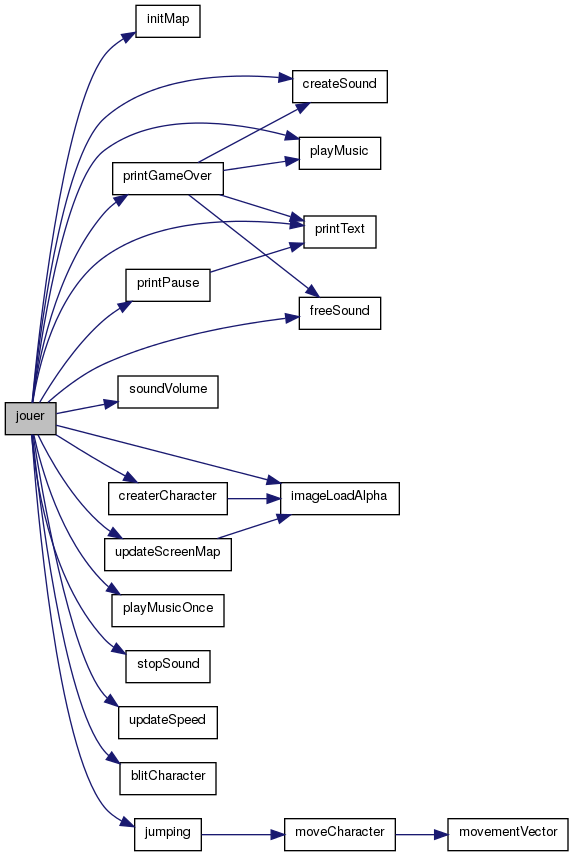 initMap
createSound
playMusic
printGameOver
printText
printPause
freeSound
soundVolume
jouer
createrCharacter
imageLoadAlpha
updateScreenMap
playMusicOnce
stopSound
updateSpeed
blitCharacter
jumping
moveCharacter
movementVector